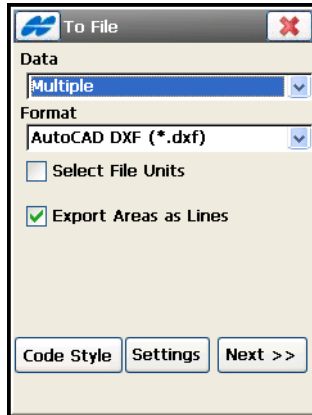 To File
Data
Multiple
Format
AutoCAD DXF (*.dxf)
Select File Units
Export Areas as Lines
Code Style Settings Next >>